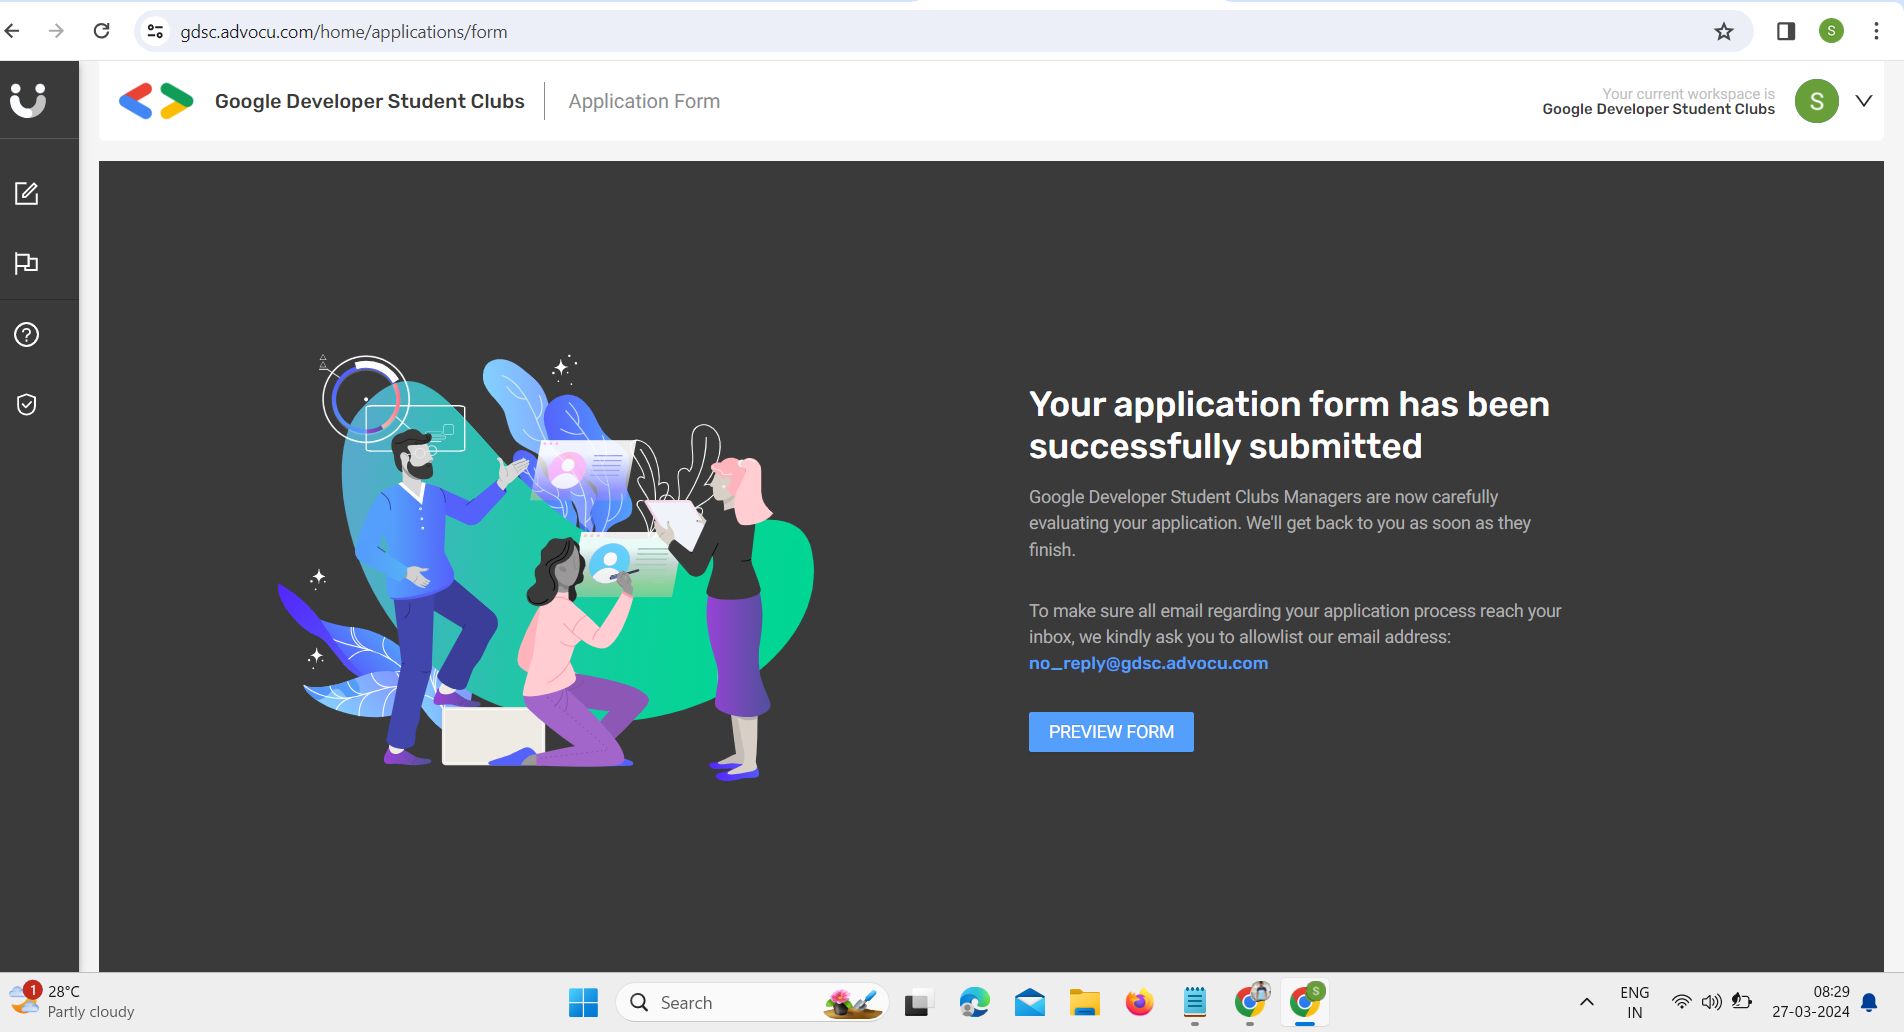 gdsc.advocu.com/home/applications/form
S
Google Developer Student Clubs
Application Form
Your current workspace is
Google Developer Student Clubs
S
Your application form has been
successfully submitted
Google Developer Student Clubs Managers are now carefully
evaluating your application. We'll get back to you as soon as they
finish.
To make sure all email regarding your application process reach your
inbox, we kindly ask you to allowlist our email address:
no_reply@gdsc.advocu.com
PREVIEW FORM
1
28°C
Partly cloudy
Search
S
ENG
IN
08:29
27-03-2024